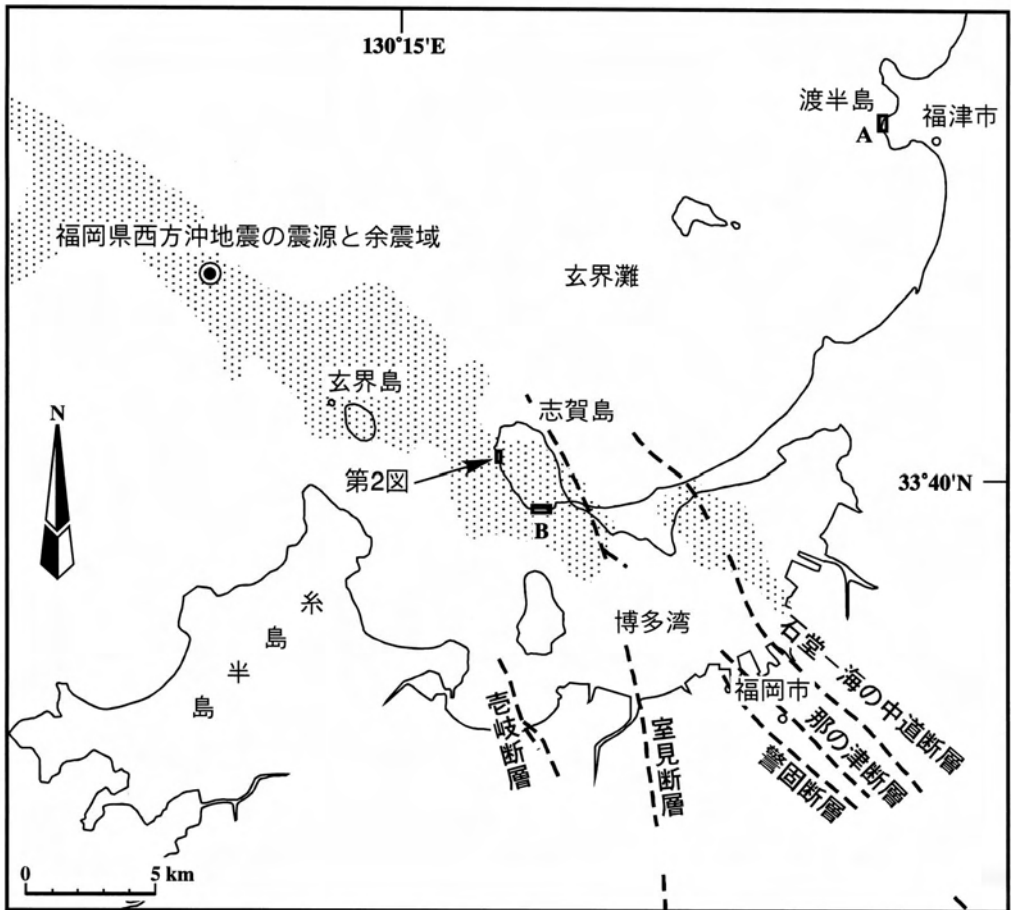 130°15'E
渡半島
福津市
A
福岡県西方沖地震の震源と余震域
玄界灘
玄界島
志賀島
N
第2図
33°40'N
B
糸島半島
博多湾
福岡市
壱岐断層
室見断層
石堂－海の中道断層
那の津断層
警固断層
0 5 km